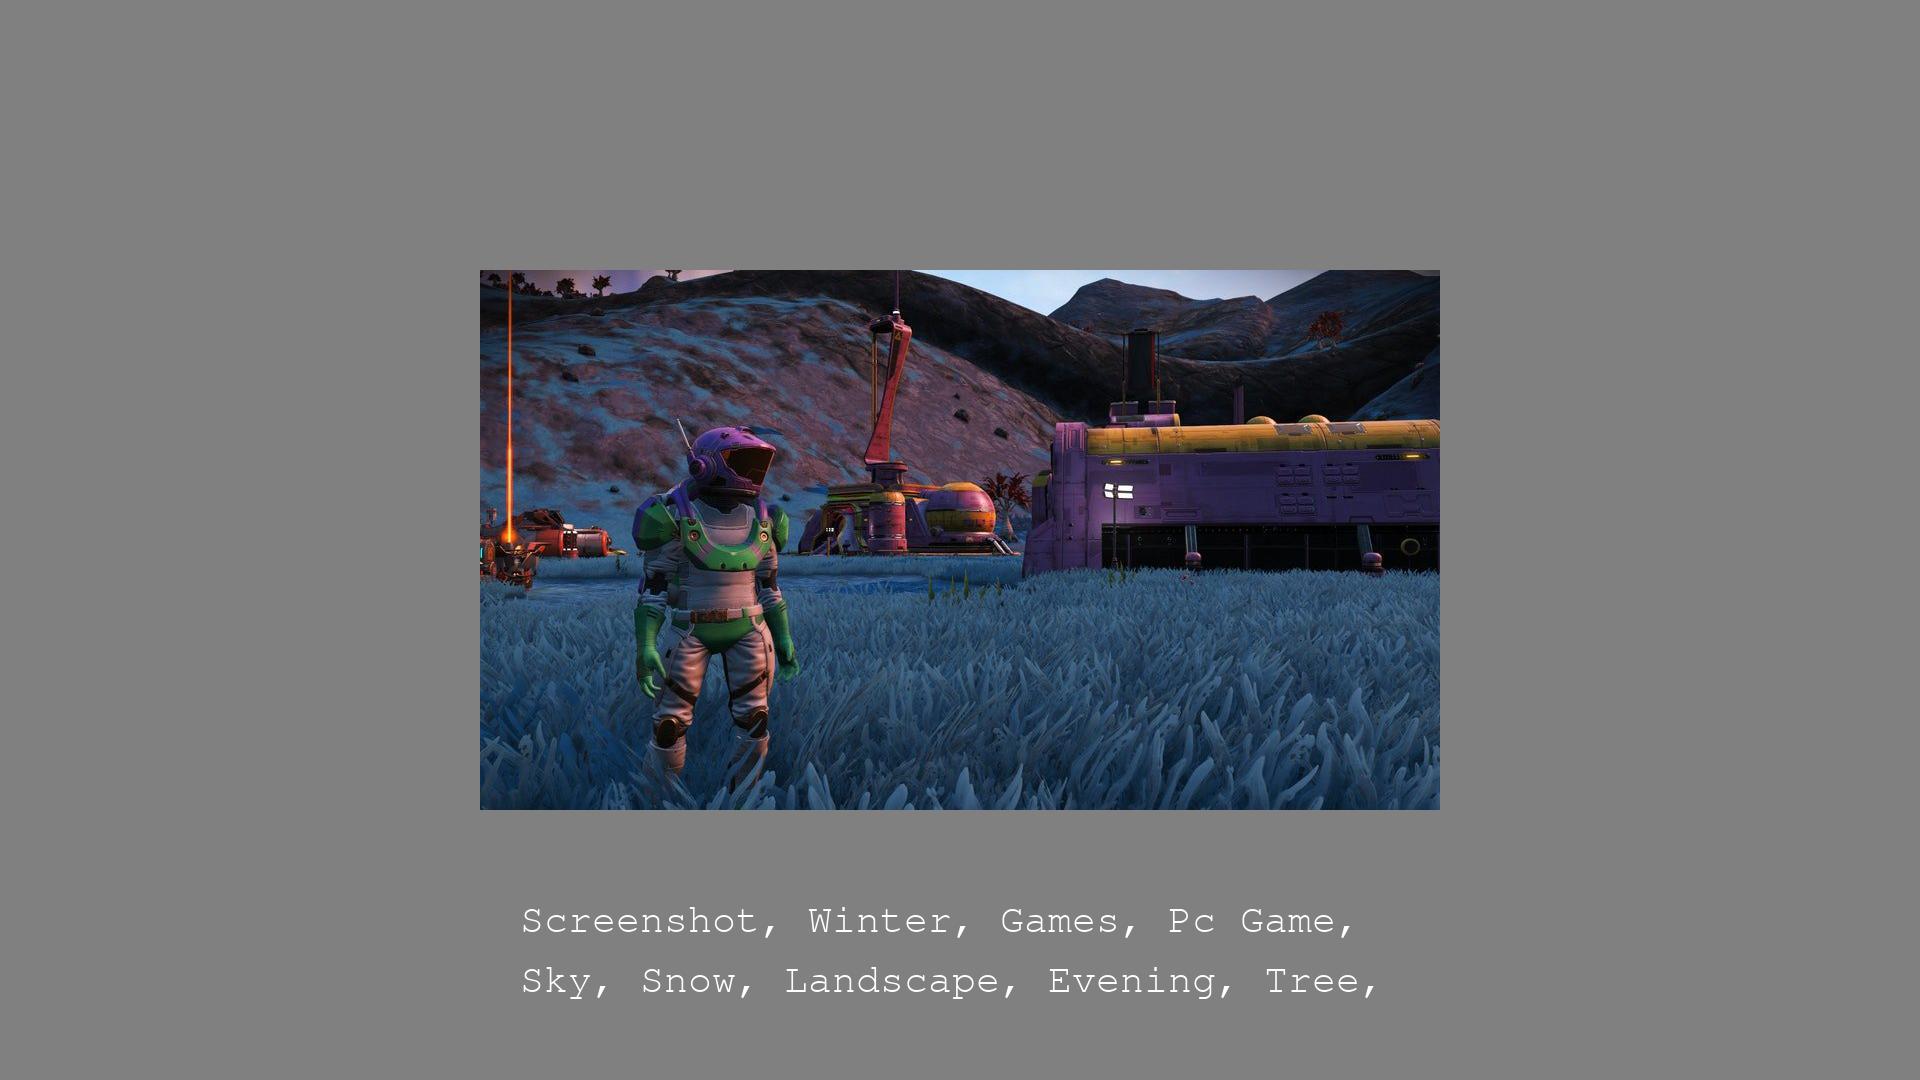 Screenshot, Winter, Games, Pc Game,
Sky, Snow, Landscape, Evening, Tree,